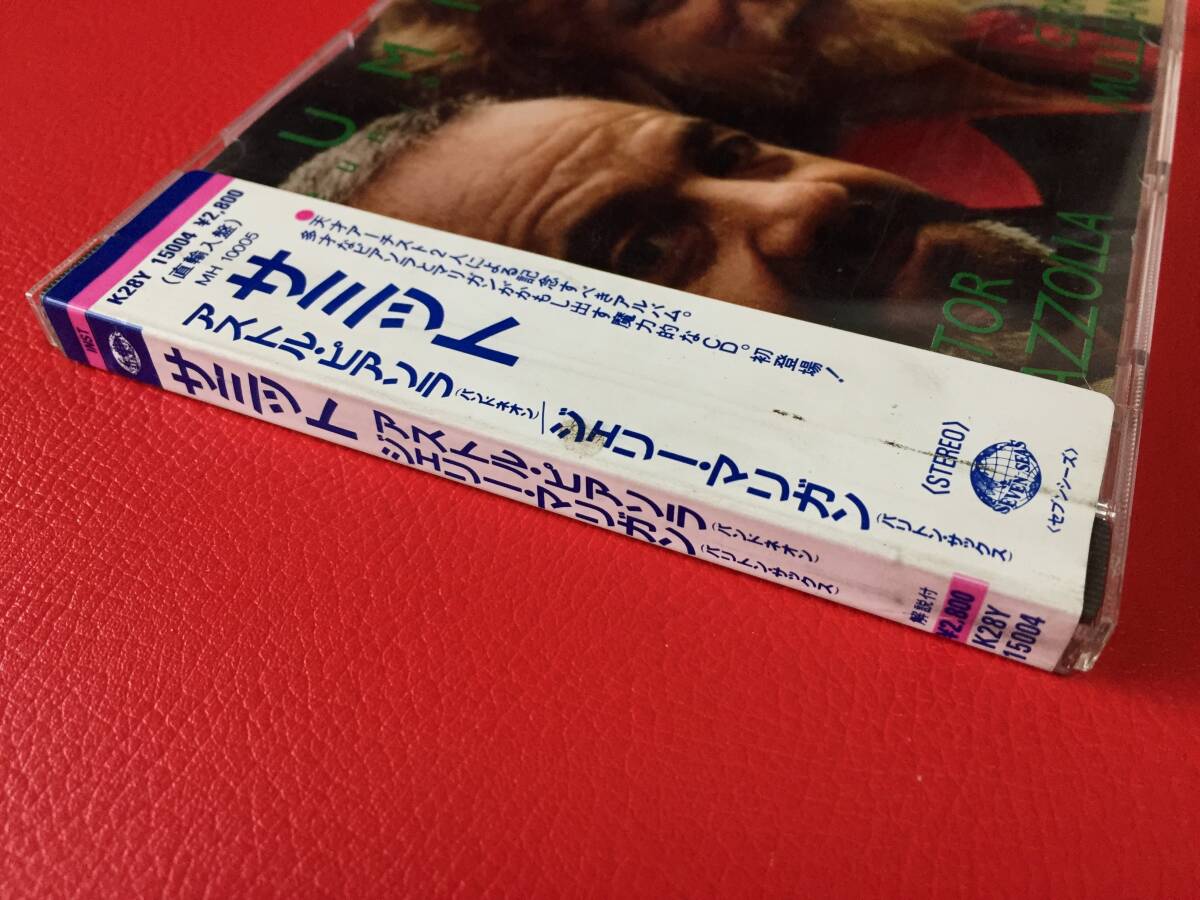 K28Y 15004 ¥2,800
(直輸入盤)
MH 10005
●天才アーチスト2人による記念すべきアルバム。
多才なピアソラとマリガンがかもし出す魔力的なCD。初登場!
サミット
アストル・ピアソラ(バンドネオン)/ジェリー・マリガン(バリトン・サックス)
〈STEREO〉
SEVEN SEAS
〈セブンシーズ〉
INST
サミット
アストル・ピアソラ(バンドネオン)
ジェリー・マリガン(バリトン・サックス)
解説付
¥2,800
K28Y
15004
UM
TOR
AZZOLLA
MULL